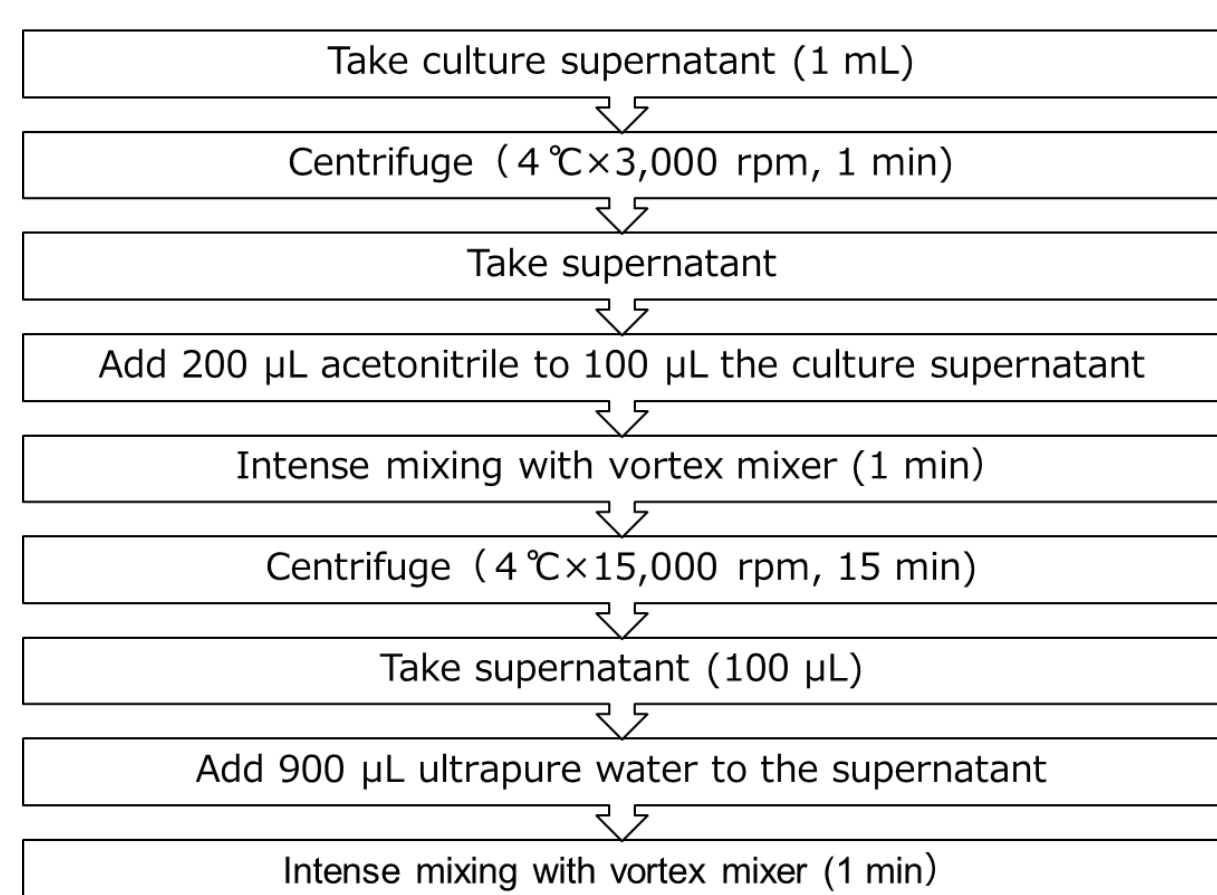 Take culture supernatant (1 mL)
Centrifuge（4℃×3,000 rpm, 1 min)
Take supernatant
Add 200 μL acetonitrile to 100 μL the culture supernatant
Intense mixing with vortex mixer (1 min）
Centrifuge（4℃×15,000 rpm, 15 min)
Take supernatant (100 μL)
Add 900 μL ultrapure water to the supernatant
Intense mixing with vortex mixer (1 min）